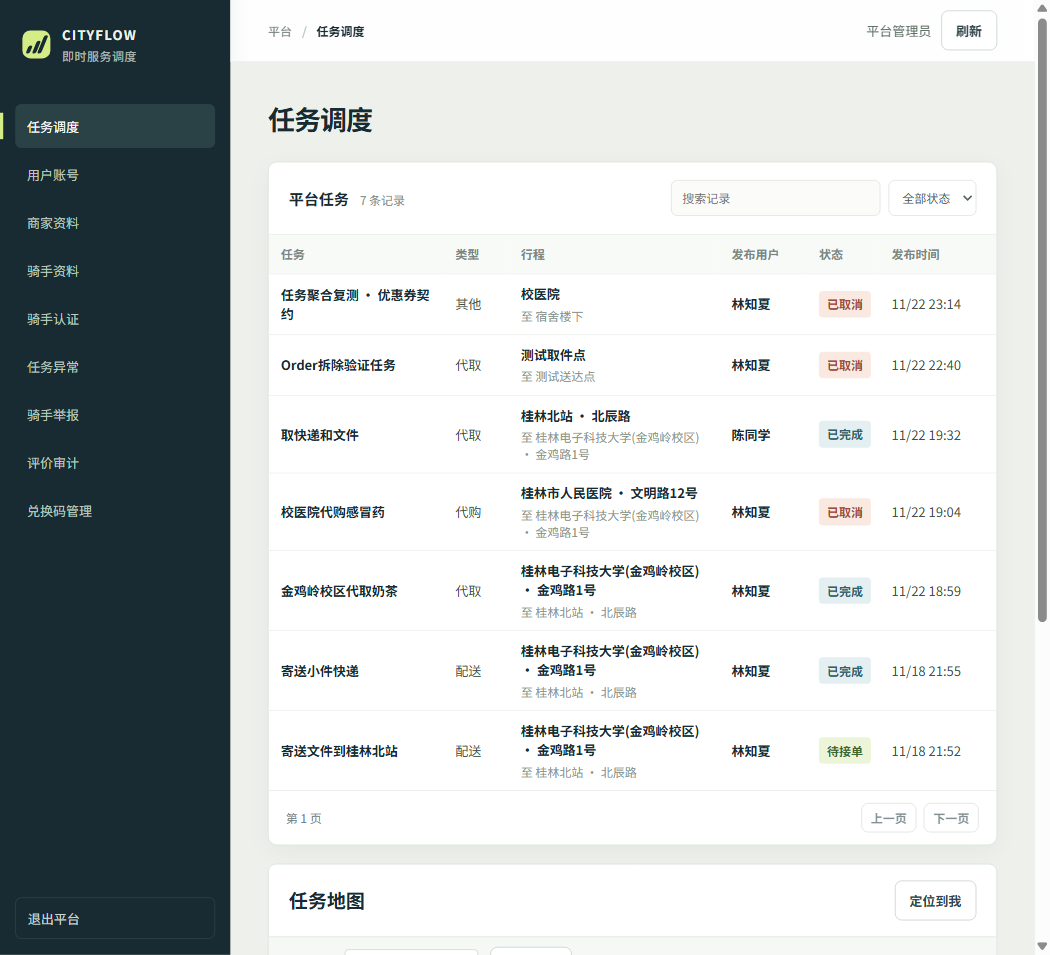 CITYFLOW
即时服务调度
任务调度
用户账号
商家资料
骑手资料
骑手认证
任务异常
骑手举报
评价审计
兑换码管理
退出平台
平台 / 任务调度
平台管理员
刷新
任务调度
平台任务 7 条记录
搜索记录
全部状态
任务 类型 行程 发布用户 状态 发布时间
任务聚合复测 · 优惠券契
约
其他
校医院
至 宿舍楼下
林知夏
已取消
11/22 23:14
Order拆除验证任务
代取
测试取件点
至 测试送达点
林知夏
已取消
11/22 22:40
取快递和文件
代取
桂林北站 · 北辰路
至 桂林电子科技大学(金鸡岭校区)
· 金鸡路1号
陈同学
已完成
11/22 19:32
校医院代购感冒药
代购
桂林市人民医院 · 文明路12号
至 桂林电子科技大学(金鸡岭校区)
· 金鸡路1号
林知夏
已取消
11/22 19:04
金鸡岭校区代取奶茶
代取
桂林电子科技大学(金鸡岭校区)
· 金鸡路1号
至 桂林北站 · 北辰路
林知夏
已完成
11/22 18:59
寄送小件快递
配送
桂林电子科技大学(金鸡岭校区)
· 金鸡路1号
至 桂林北站 · 北辰路
林知夏
已完成
11/18 21:55
寄送文件到桂林北站
配送
桂林电子科技大学(金鸡岭校区)
· 金鸡路1号
至 桂林北站 · 北辰路
林知夏
待接单
11/18 21:52
第 1 页
上一页
下一页
任务地图
定位到我